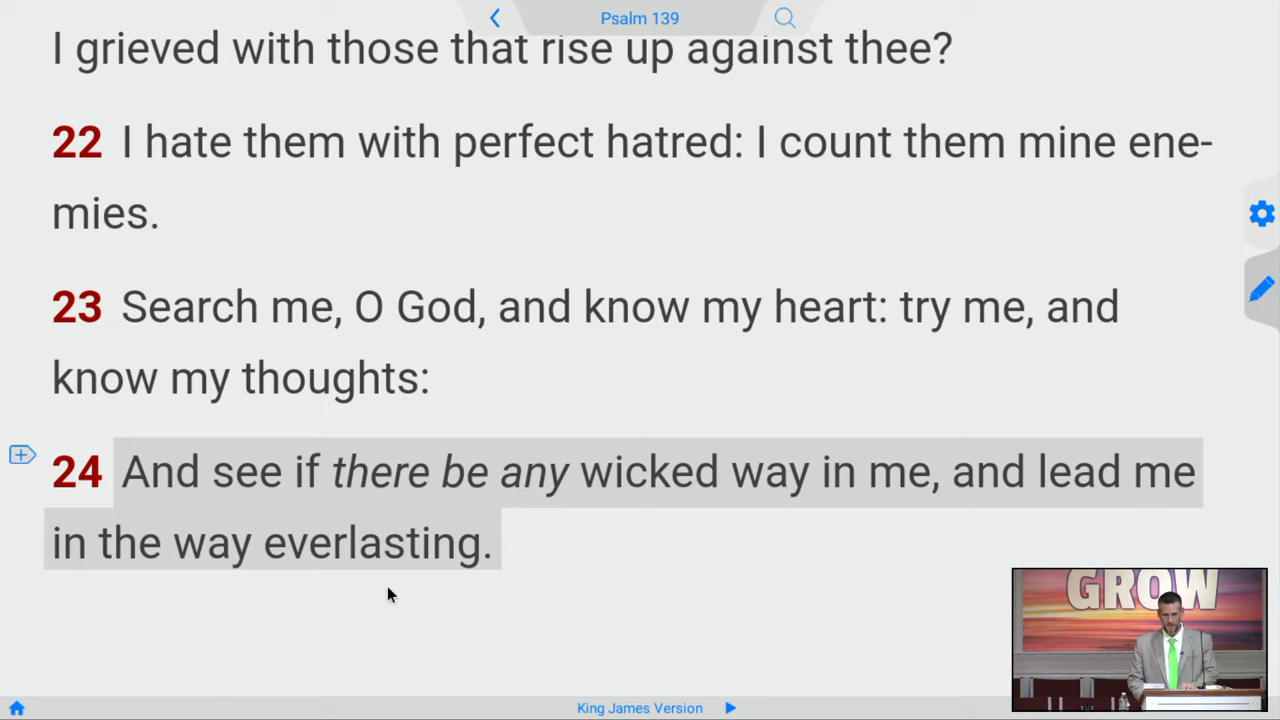 Psalm 139
I grieved with those that rise up against thee?
22 I hate them with perfect hatred: I count them mine ene-
mies.
23 Search me, O God, and know my heart: try me, and
know my thoughts:
24 And see if there be any wicked way in me, and lead me
in the way everlasting.
GROW
King James Version